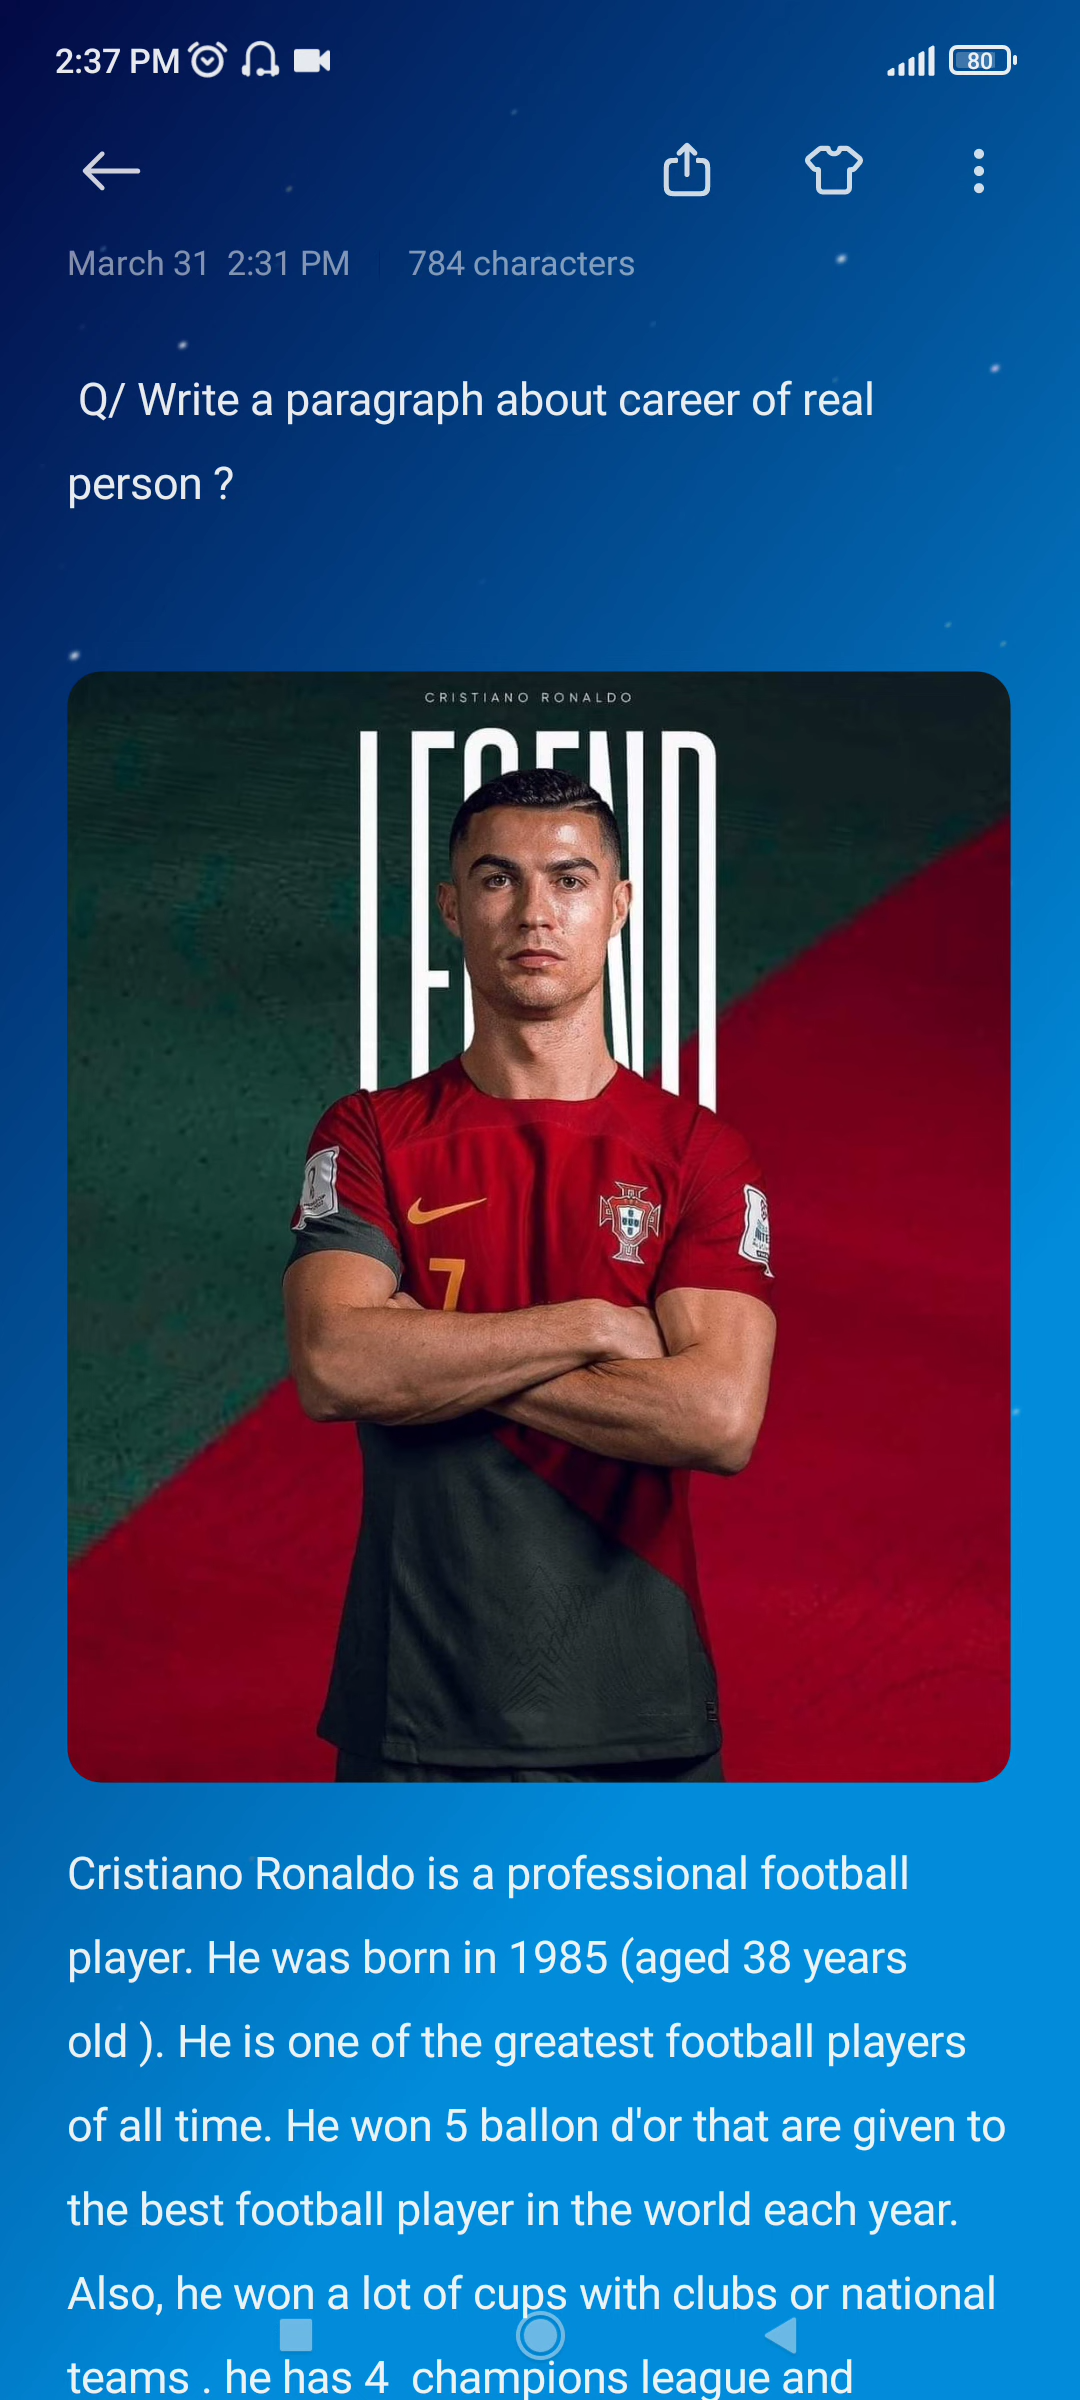 2:37 PM
80
March 31 2:31 PM 784 characters
Q/ Write a paragraph about career of real
person ?
CRISTIANO RONALDO
LEGEND
7
Cristiano Ronaldo is a professional football
player. He was born in 1985 (aged 38 years
old ). He is one of the greatest football players
of all time. He won 5 ballon d'or that are given to
the best football player in the world each year.
Also, he won a lot of cups with clubs or national
teams . he has 4 champions league and